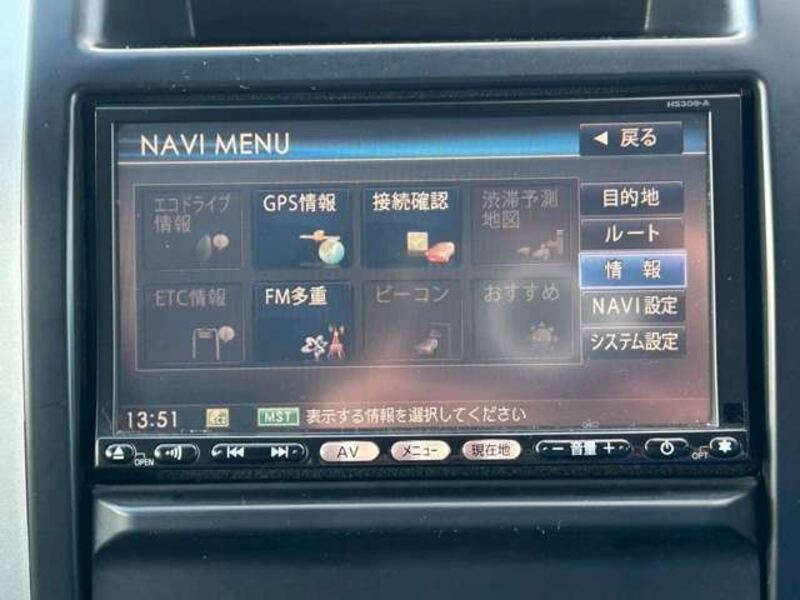 HS309-A
NAVI MENU
戻る
エコドライブ
情報
GPS情報
接続確認
渋滞予測
地図
目的地
ルート
情 報
ETC情報
FM多重
ビーコン
おすすめ
NAVI設定
システム設定
13:51
MST
表示する情報を選択してください
OPEN
AV
メニュー
現在地
− 音量 +
OPT